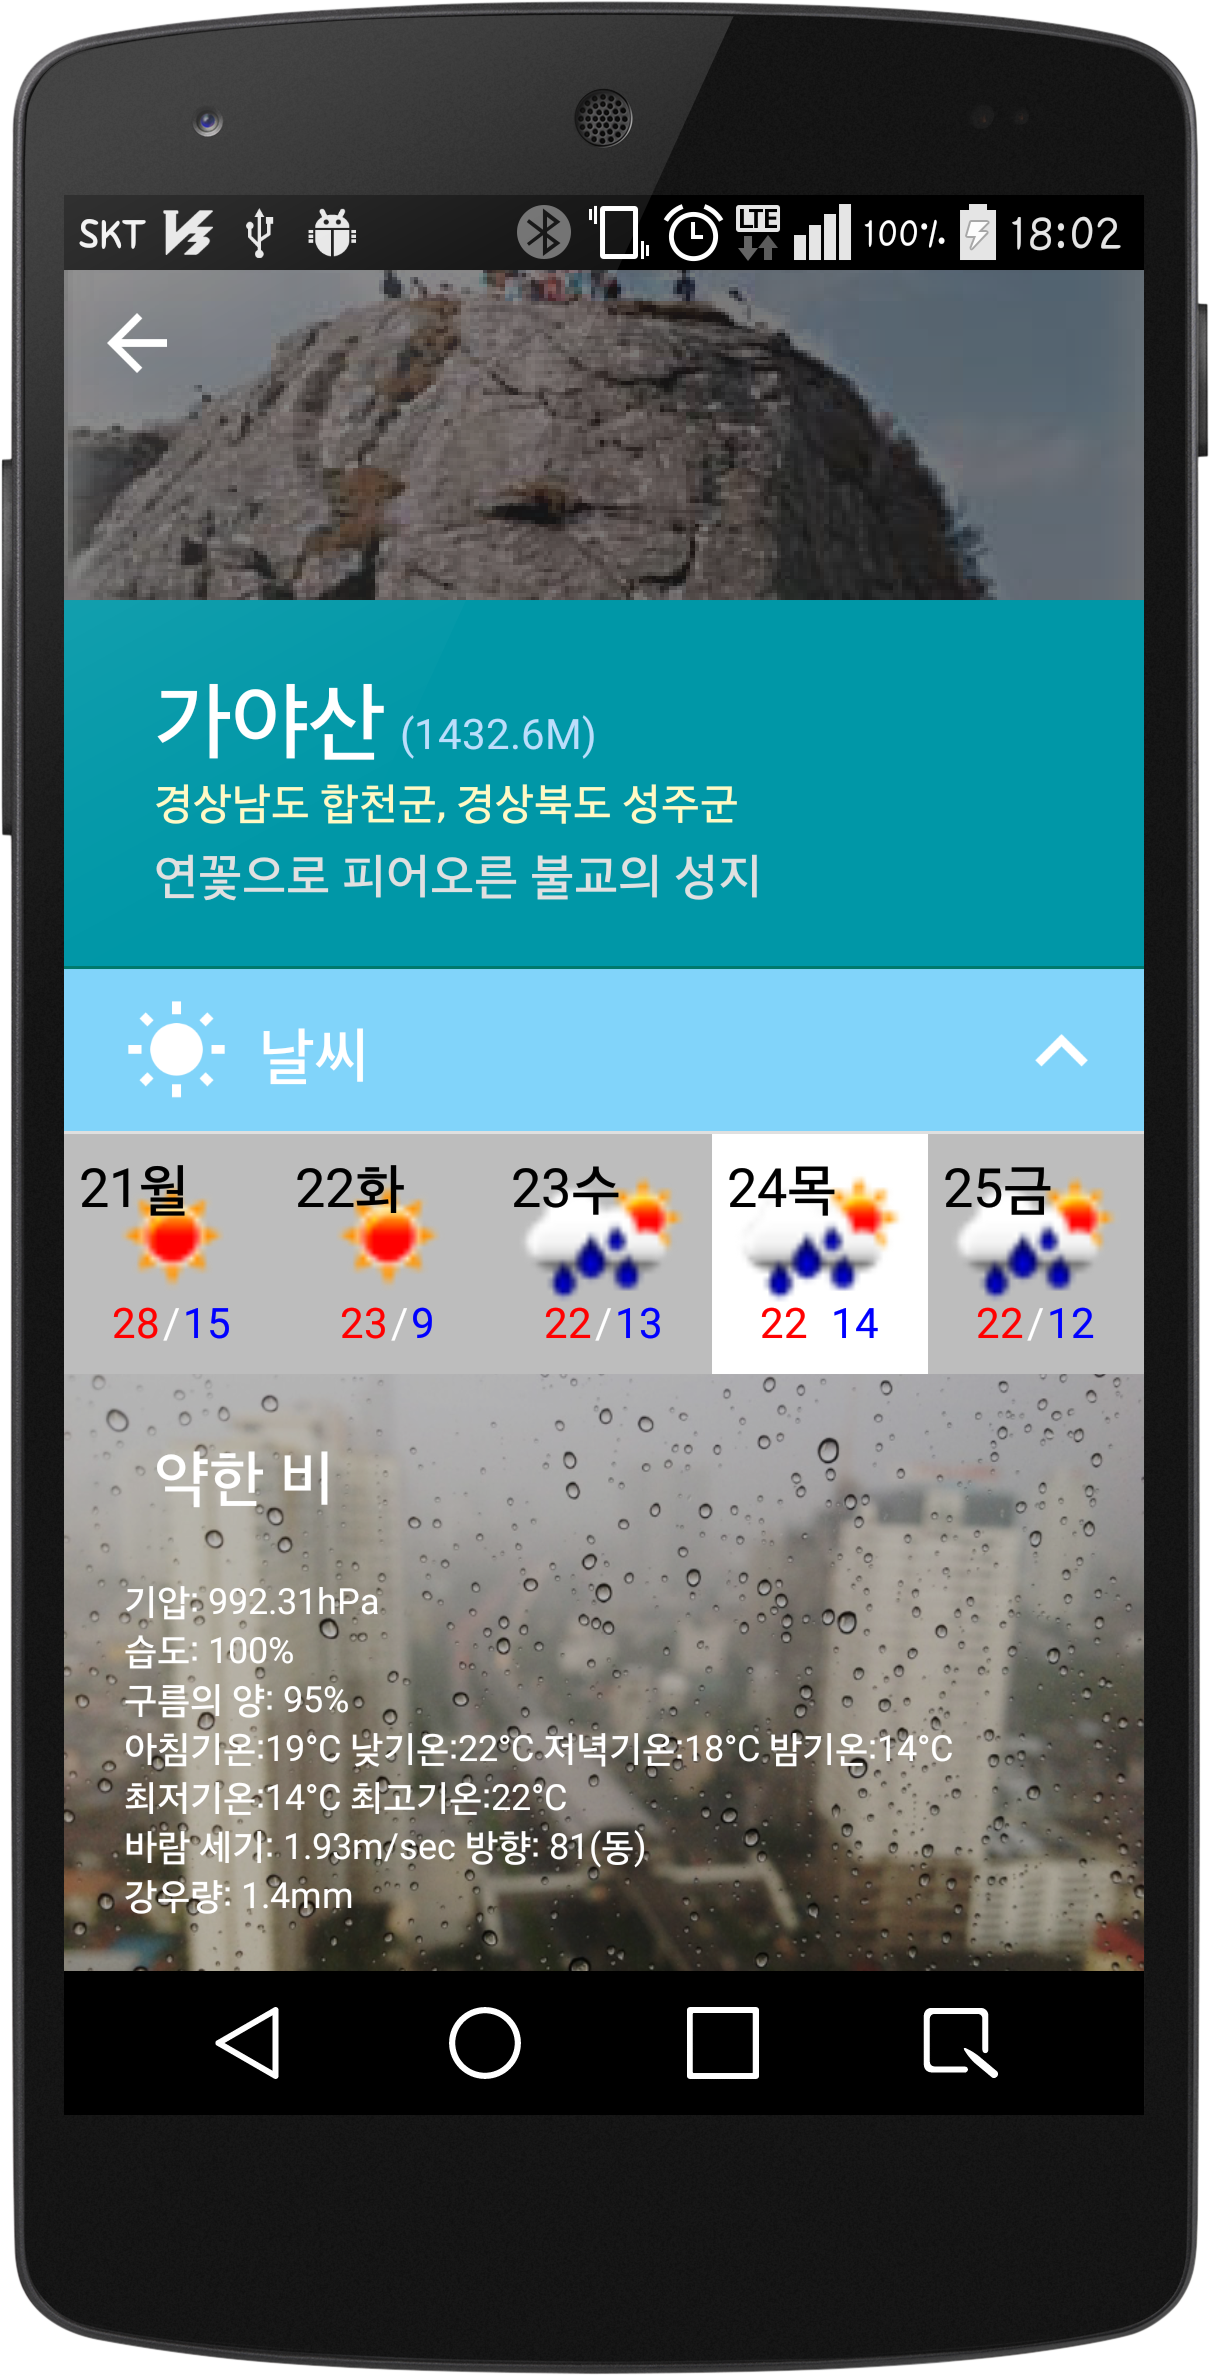 SKT LTE 100% 18:02
가야산 (1432.6M)
경상남도 합천군, 경상북도 성주군
연꽃으로 피어오른 불교의 성지
날씨
21월 22화 23수 24목 25금
28/15 23/9 22/13 22 14 22/12
약한 비
기압: 992.31hPa
습도: 100%
구름의 양: 95%
아침기온:19°C 낮기온:22°C 저녁기온:18°C 밤기온:14°C
최저기온:14°C 최고기온:22°C
바람 세기: 1.93m/sec 방향: 81(동)
강우량: 1.4mm